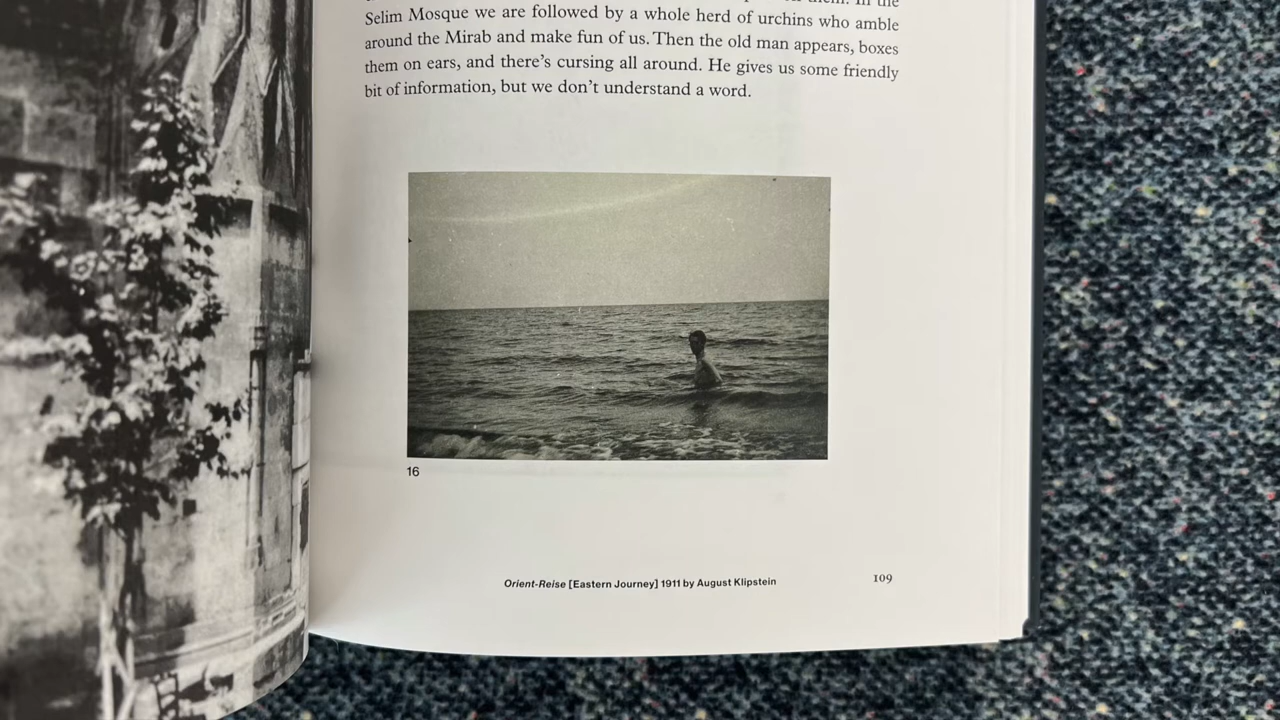 them. In the
Selim Mosque we are followed by a whole herd of urchins who amble
around the Mirab and make fun of us. Then the old man appears, boxes
them on ears, and there's cursing all around. He gives us some friendly
bit of information, but we don't understand a word.
16
Orient-Reise [Eastern Journey] 1911 by August Klipstein
109